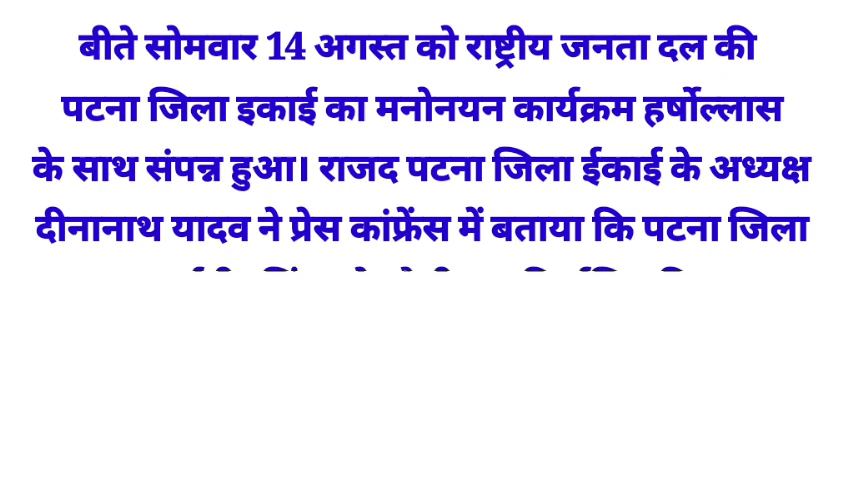 बीते सोमवार 14 अगस्त को राष्ट्रीय जनता दल की
पटना जिला इकाई का मनोनयन कार्यक्रम हर्षोल्लास
के साथ संपन्न हुआ। राजद पटना जिला ईकाई के अध्यक्ष
दीनानाथ यादव ने प्रेस कांफ्रेंस में बताया कि पटना जिला